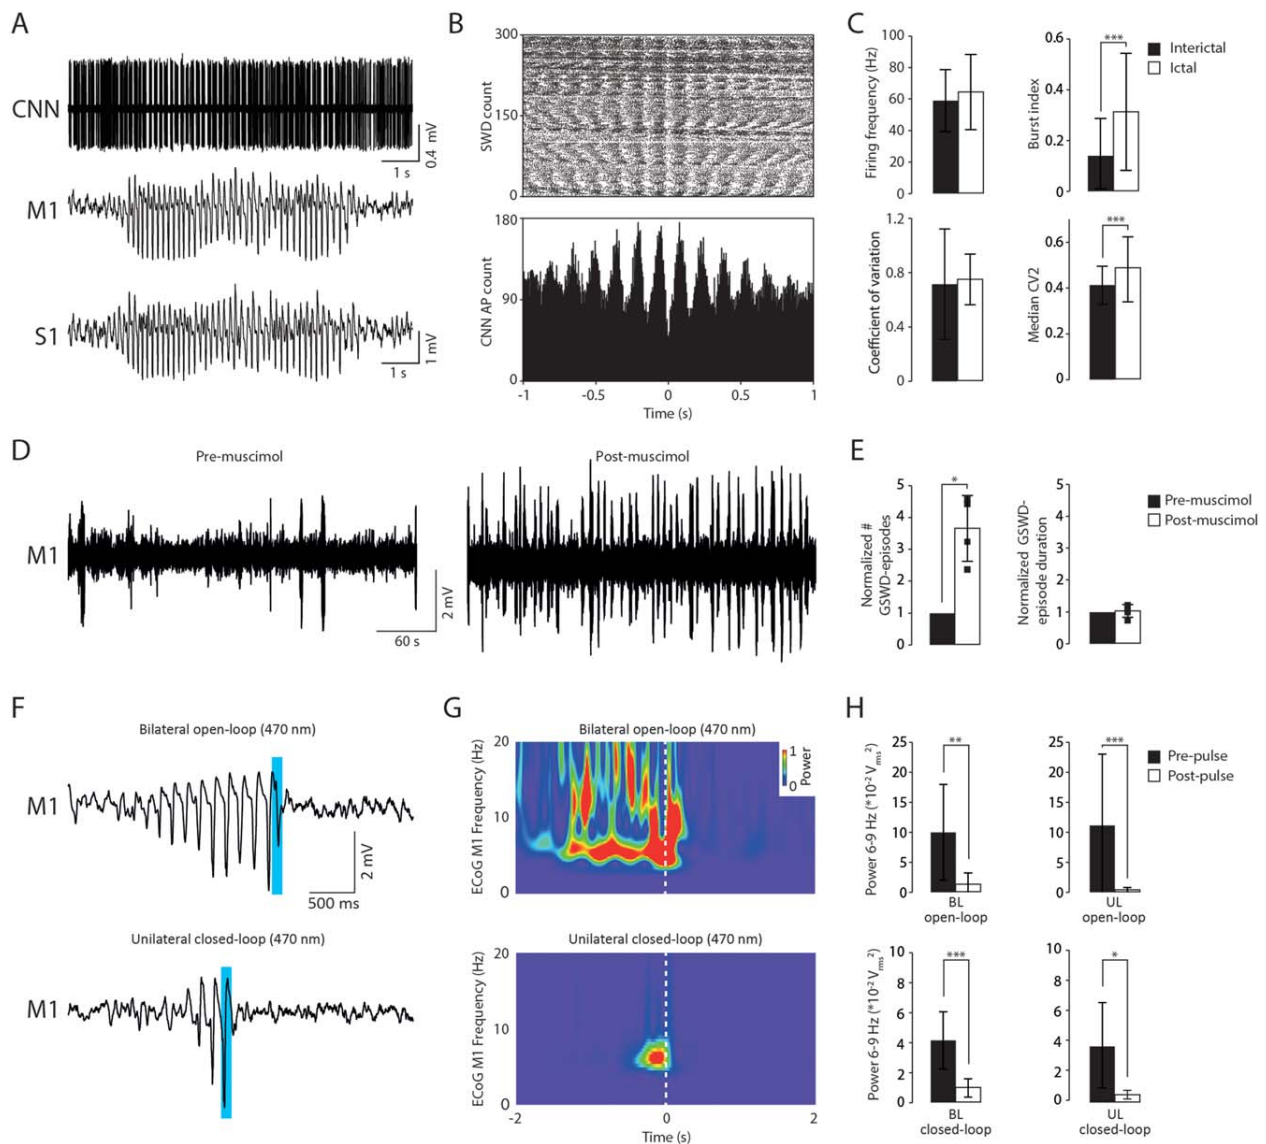 A
CNN
0.4 mV
1 s
M1
S1
1 mV
1 s
B
300
SWD count
150
0
180
CNN AP count
90
0
-1
-0.5
0
0.5
1
Time (s)
C
100
80
60
40
20
0
Firing frequency (Hz)
0.6
0.4
0.2
0
Burst index
***
Interictal
Ictal
1.2
0.8
0.4
0
Coefficient of variation
0.6
0.4
0.2
0
Median CV2
***
D
Pre-muscimol
Post-muscimol
M1
2 mV
60 s
E
5
4
3
2
1
0
Normalized #
GSWD-episodes
*
5
4
3
2
1
0
Normalized GSWD-
episode duration
Pre-muscimol
Post-muscimol
F
Bilateral open-loop (470 nm)
M1
2 mV
500 ms
Unilateral closed-loop (470 nm)
M1
G
Bilateral open-loop (470 nm)
20
10
0
ECoG M1 Frequency (Hz)
1
0
Power
Unilateral closed-loop (470 nm)
20
10
0
ECoG M1 Frequency (Hz)
-2
0
2
Time (s)
H
25
20
15
10
5
0
Power 6-9 Hz (*10⁻² Vrms²)
**
BL
open-loop
25
20
15
10
5
0
***
UL
open-loop
Pre-pulse
Post-pulse
10
8
6
4
2
0
Power 6-9 Hz (*10⁻² Vrms²)
***
BL
closed-loop
10
8
6
4
2
0
*
UL
closed-loop